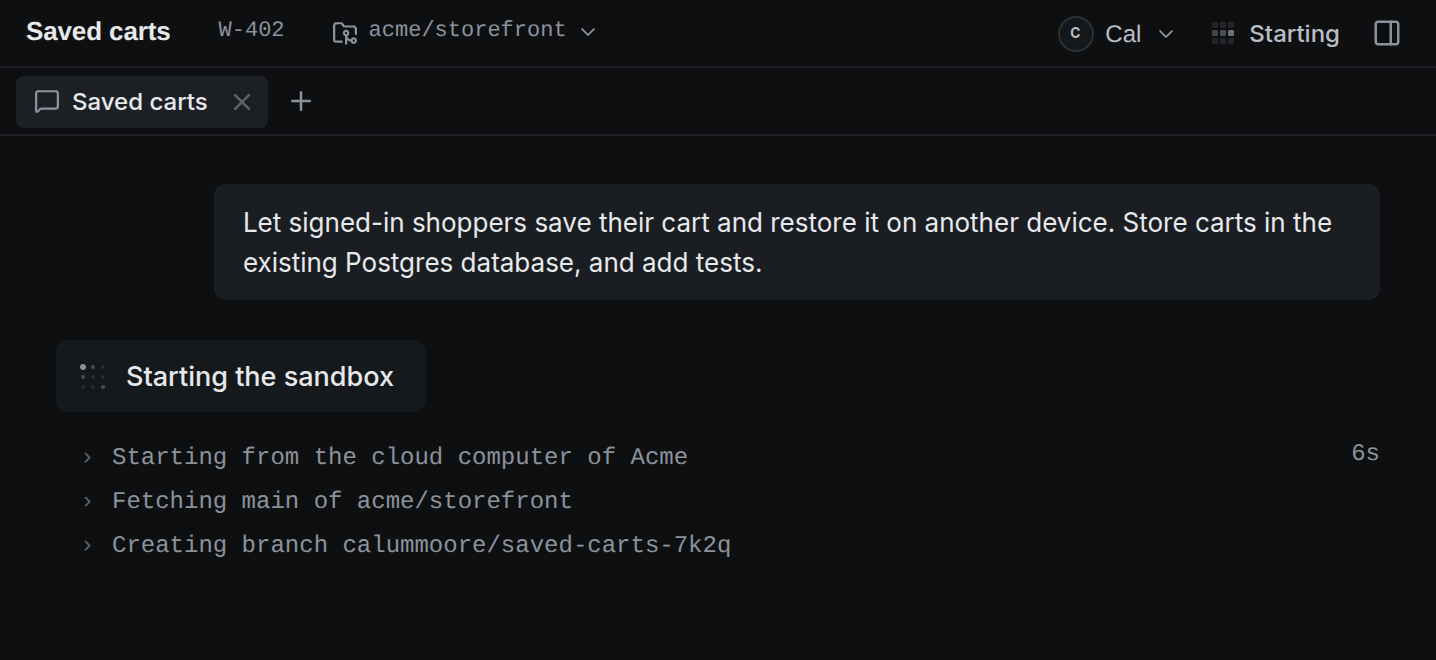 Saved carts W-402 acme/storefront C Cal Starting
Saved carts
Let signed-in shoppers save their cart and restore it on another device. Store carts in the
existing Postgres database, and add tests.
Starting the sandbox
› Starting from the cloud computer of Acme 6s
› Fetching main of acme/storefront
› Creating branch calummoore/saved-carts-7k2q